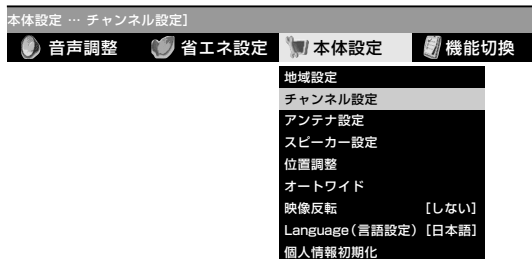 本体設定 … チャンネル設定]
音声調整 省エネ設定 本体設定 機能切換
地域設定
チャンネル設定
アンテナ設定
スピーカー設定
位置調整
オートワイド
映像反転 [しない]
Language(言語設定) [日本語]
個人情報初期化